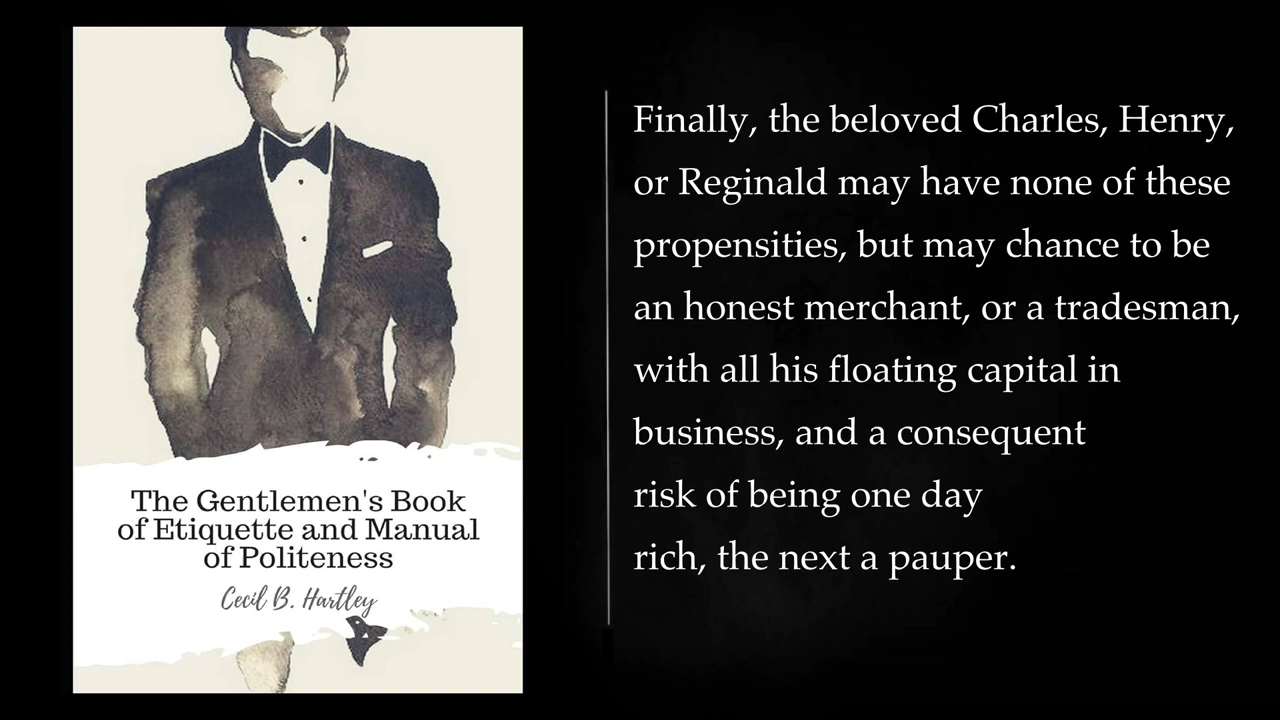 The Gentlemen's Book
of Etiquette and Manual
of Politeness
Cecil B. Hartley
Finally, the beloved Charles, Henry,
or Reginald may have none of these
propensities, but may chance to be
an honest merchant, or a tradesman,
with all his floating capital in
business, and a consequent
risk of being one day
rich, the next a pauper.